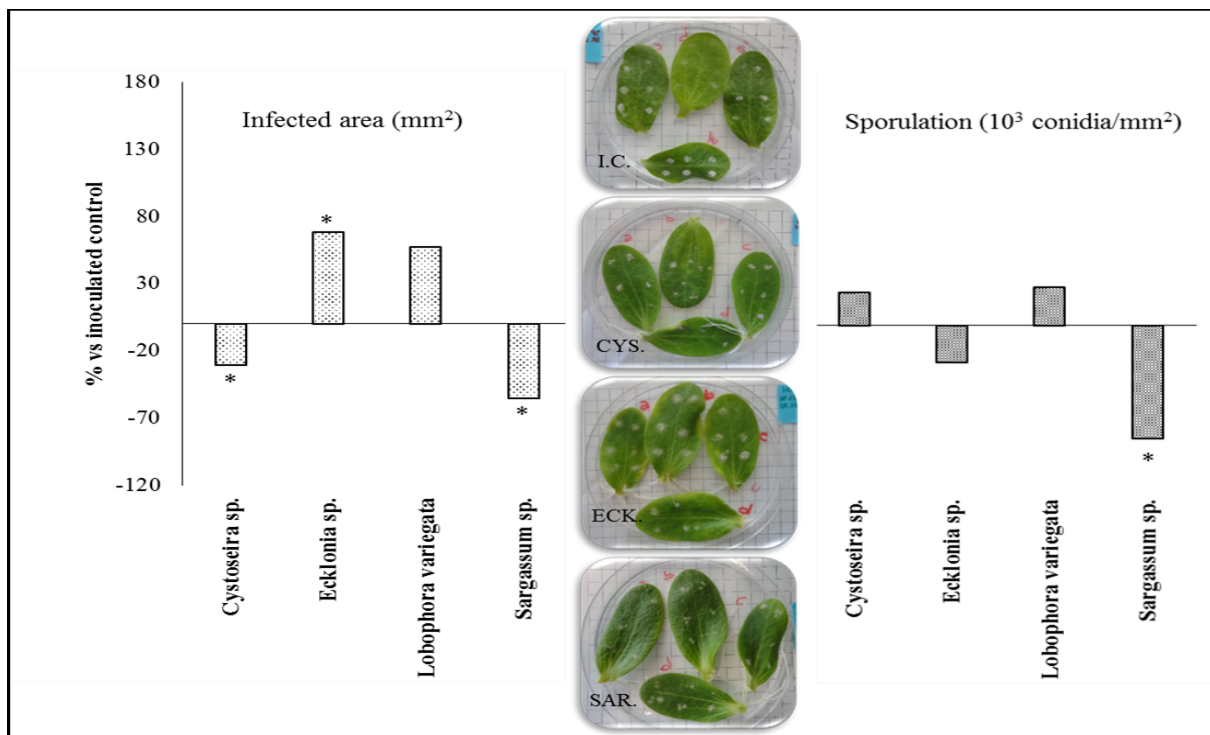 180
130
80
30
-20
-70
-120
% vs inoculated control
Infected area (mm²)
*
*
*
Cystoseira sp.
Ecklonia sp.
Lobophora variegata
Sargassum sp.
I.C.
CYS.
ECK.
SAR.
Sporulation (10³ conidia/mm²)
*
Cystoseira sp.
Ecklonia sp.
Lobophora variegata
Sargassum sp.